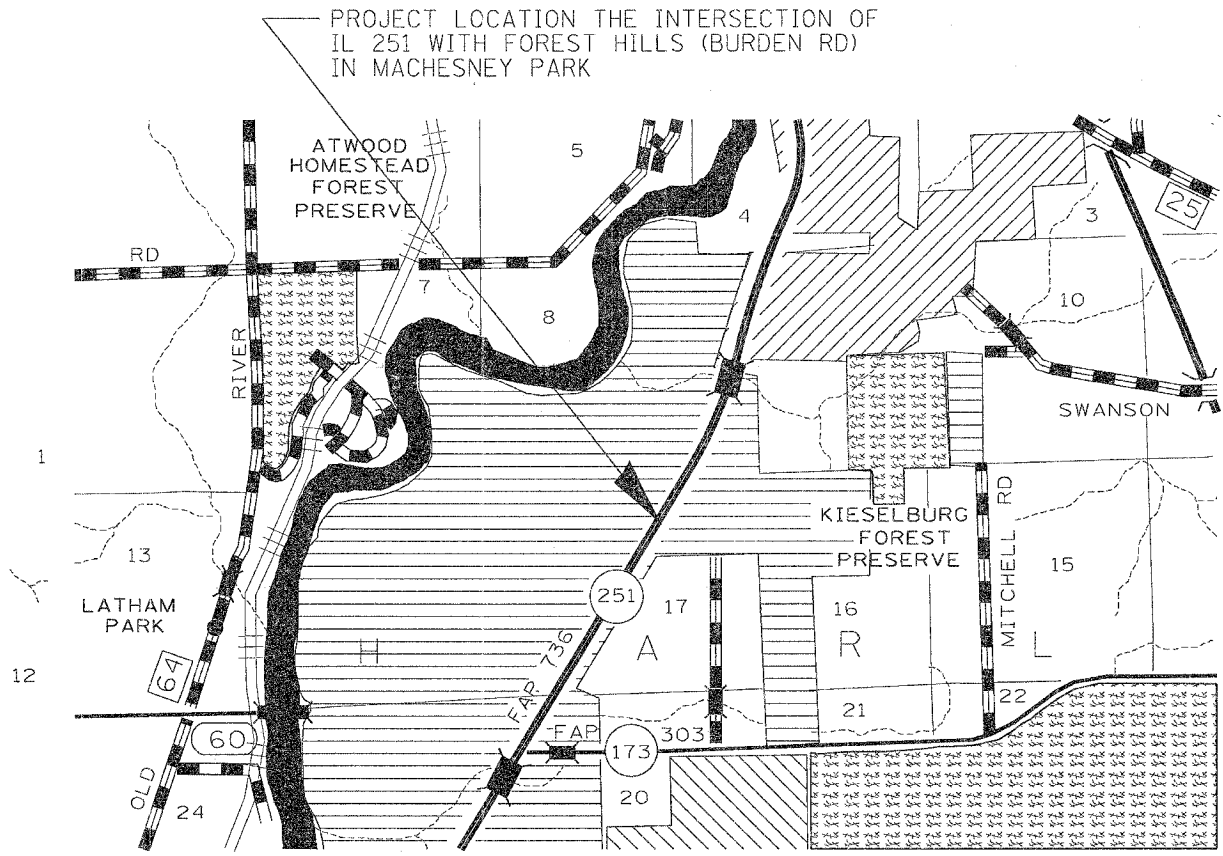 PROJECT LOCATION THE INTERSECTION OF
IL 251 WITH FOREST HILLS (BURDEN RD)
IN MACHESNEY PARK
ATWOOD
HOMESTEAD
FOREST
PRESERVE
5
4
3
25
RD
7
8
10
RIVER
SWANSON
1
KIESELBURG
FOREST
PRESERVE
MITCHELL RD
13
15
LATHAM
PARK
251
17
16
H
A
R
L
12
64
FAP 736
22
21
60
FAP
303
173
OLD
24
20